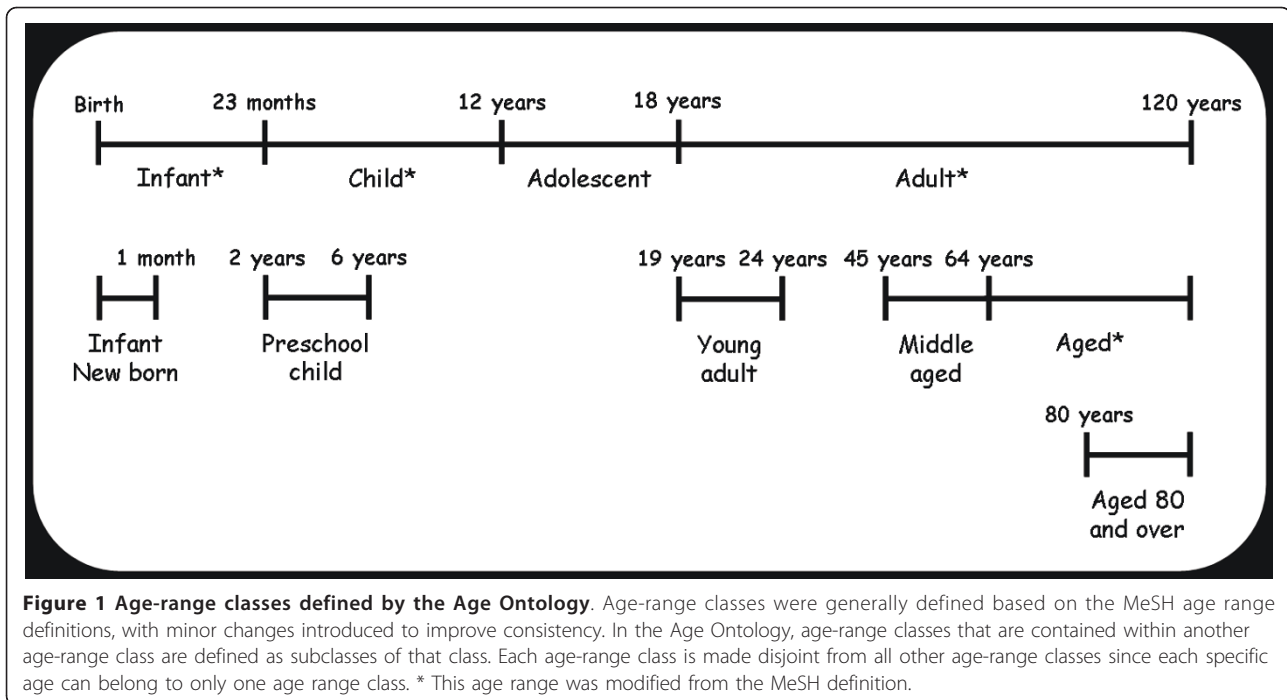 Birth 23 months 12 years 18 years 120 years
Infant* Child* Adolescent Adult*
1 month 2 years 6 years 19 years 24 years 45 years 64 years
Infant New born Preschool child Young adult Middle aged Aged*
80 years
Aged 80 and over
Figure 1 Age-range classes defined by the Age Ontology. Age-range classes were generally defined based on the MeSH age range
definitions, with minor changes introduced to improve consistency. In the Age Ontology, age-range classes that are contained within another
age-range class are defined as subclasses of that class. Each age-range class is made disjoint from all other age-range classes since each specific
age can belong to only one age range class. * This age range was modified from the MeSH definition.